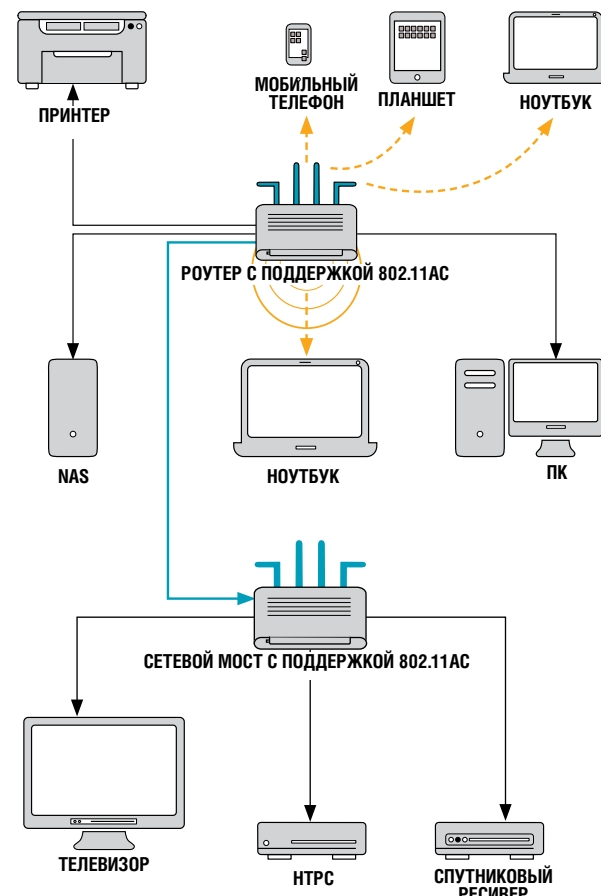 ПРИНТЕР
МОБИЛЬНЫЙ
ТЕЛЕФОН
ПЛАНШЕТ
НОУТБУК
РОУТЕР С ПОДДЕРЖКОЙ 802.11AC
NAS
НОУТБУК
ПК
СЕТЕВОЙ МОСТ С ПОДДЕРЖКОЙ 802.11AC
ТЕЛЕВИЗОР
HTPC
СПУТНИКОВЫЙ
РЕСИВЕР